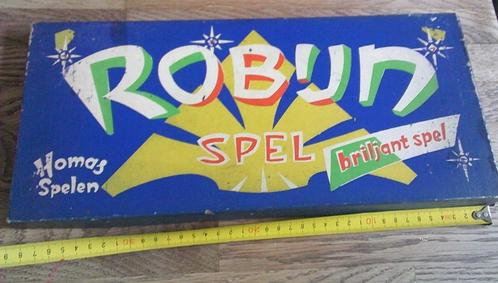 ROBIJN
SPEL
briljant spel
Homas
Spelen